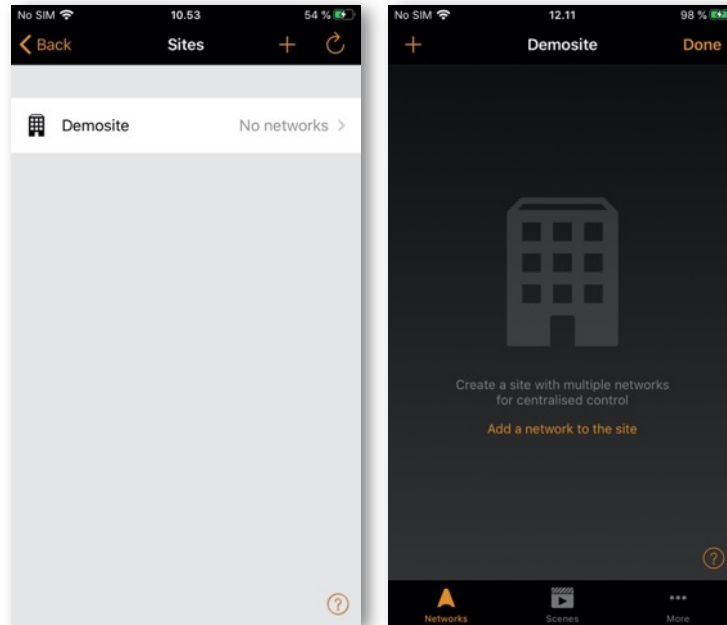 No SIM 10.53 54 %
Back Sites
Demosite No networks
?
No SIM 12.11 98 %
Demosite Done
Create a site with multiple networks
for centralised control
Add a network to the site
?
Networks Scenes More